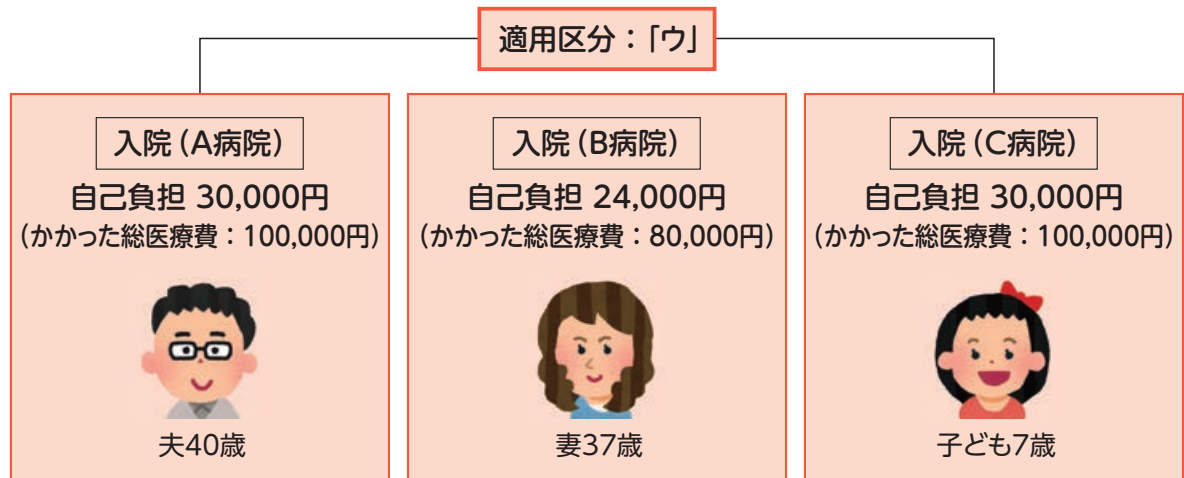 適用区分：「ウ」
入院（A病院）
自己負担 30,000円
（かかった総医療費：100,000円）
夫40歳
入院（B病院）
自己負担 24,000円
（かかった総医療費：80,000円）
妻37歳
入院（C病院）
自己負担 30,000円
（かかった総医療費：100,000円）
子ども7歳